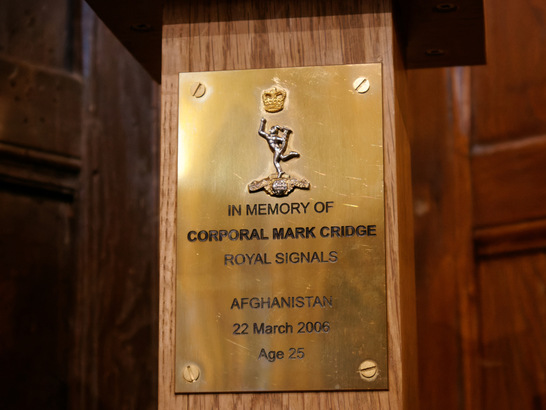 IN MEMORY OF
CORPORAL MARK CRIDGE
ROYAL SIGNALS
AFGHANISTAN
22 March 2006
Age 25